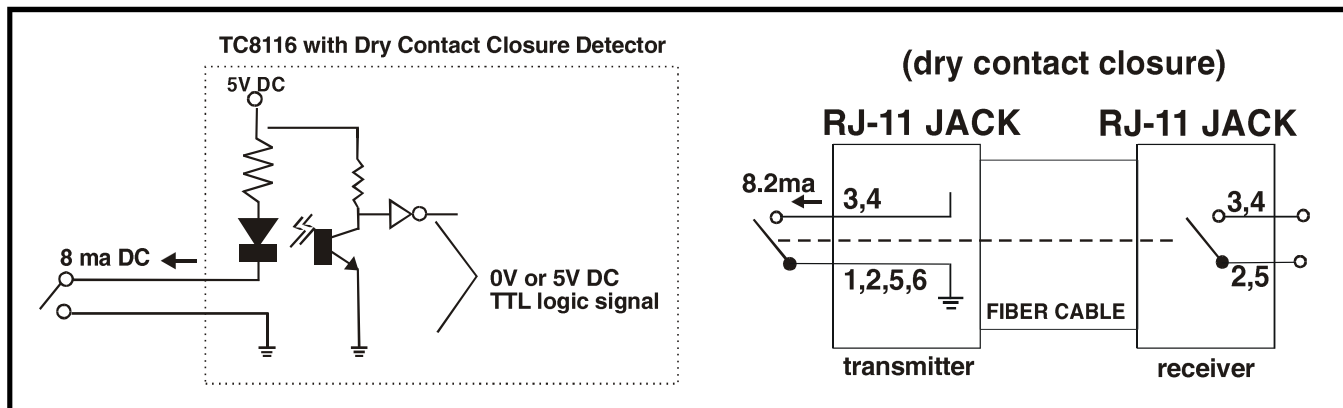 TC8116 with Dry Contact Closure Detector
5V DC
8 ma DC
0V or 5V DC
TTL logic signal
(dry contact closure)
RJ-11 JACK
RJ-11 JACK
8.2ma
3,4
3,4
1,2,5,6
2,5
FIBER CABLE
transmitter
receiver